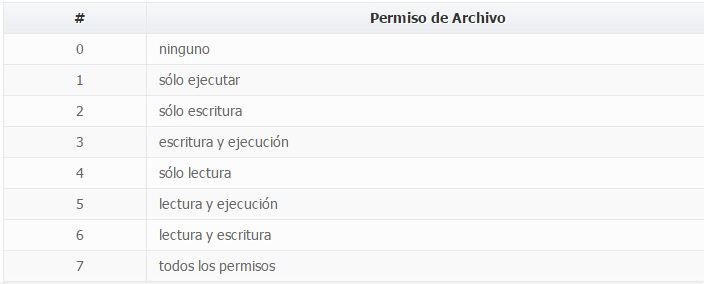 # Permiso de Archivo
0 ninguno
1 sólo ejecutar
2 sólo escritura
3 escritura y ejecución
4 sólo lectura
5 lectura y ejecución
6 lectura y escritura
7 todos los permisos